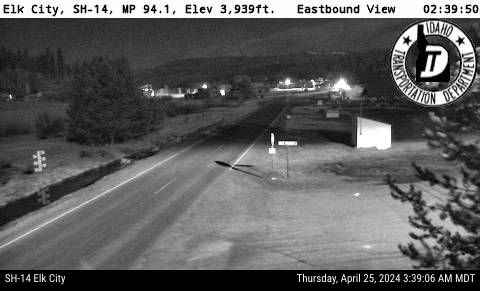 Elk City, SH-14, MP 94.1, Elev 3,939ft. Eastbound View 02:39:50
IDAHO
TRANSPORTATION DEPARTMENT
SH-14 Elk City Thursday, April 25, 2024 3:39:06 AM MDT